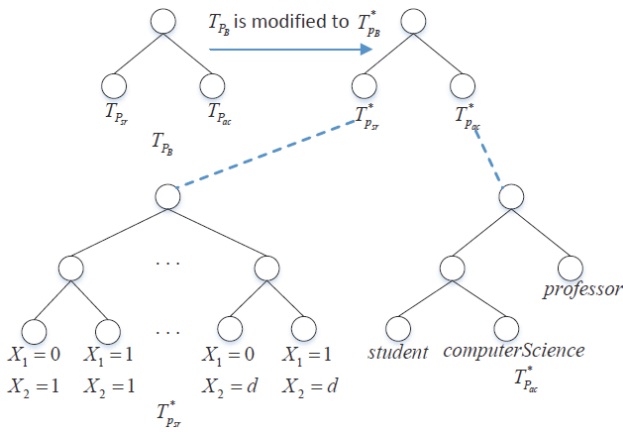 T_{P_B} is modified to T^*_{p_B}
T_{P_{sr}} T_{P_{ac}} T^*_{p_{sr}} T^*_{p_{ac}}
T_{P_B}
. . .
professor
. . .
X_1 = 0 X_1 = 1 X_1 = 0 X_1 = 1 student computerScience
X_2 = 1 X_2 = 1 X_2 = d X_2 = d T^*_{P_{ac}}
T^*_{p_{sr}}